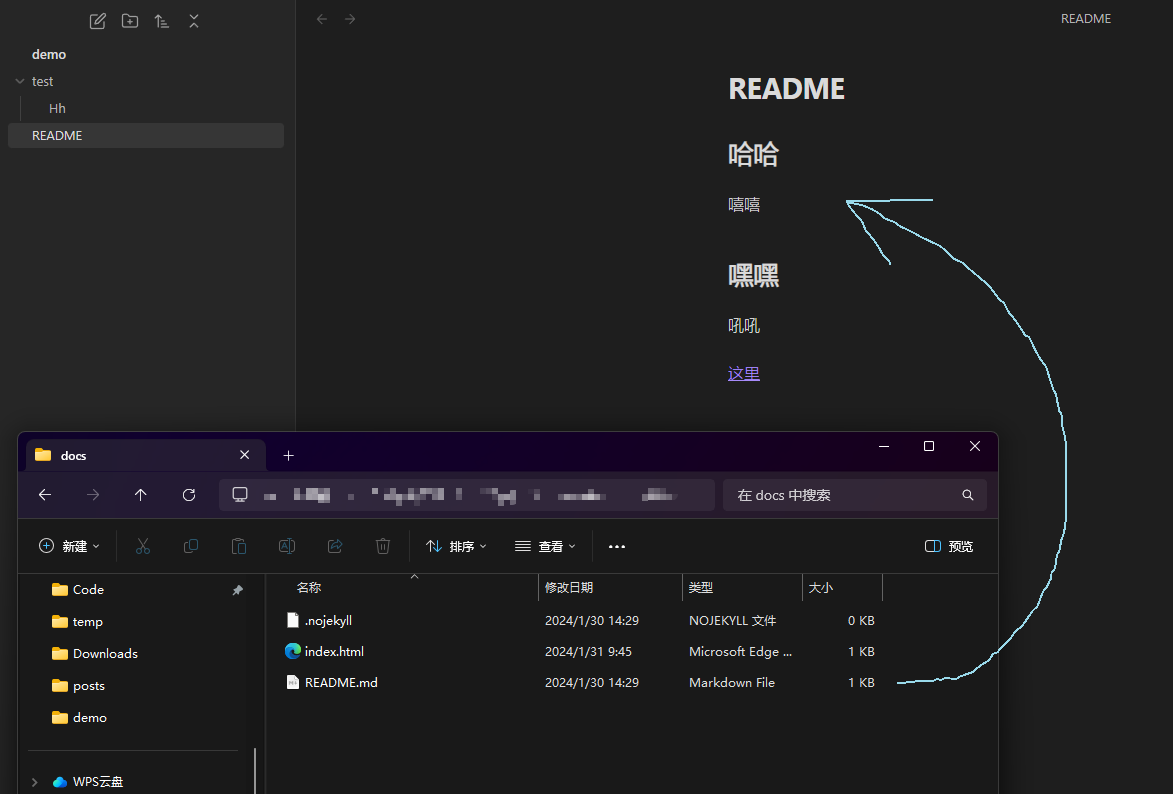 README
demo
test
Hh
README
README
哈哈
嘻嘻
嘿嘿
吼吼
这里
docs
在 docs 中搜索
新建
排序
查看
预览
Code
temp
Downloads
posts
demo
WPS云盘
名称 修改日期 类型 大小
.nojekyll 2024/1/30 14:29 NOJEKYLL 文件 0 KB
index.html 2024/1/31 9:45 Microsoft Edge ... 1 KB
README.md 2024/1/30 14:29 Markdown File 1 KB